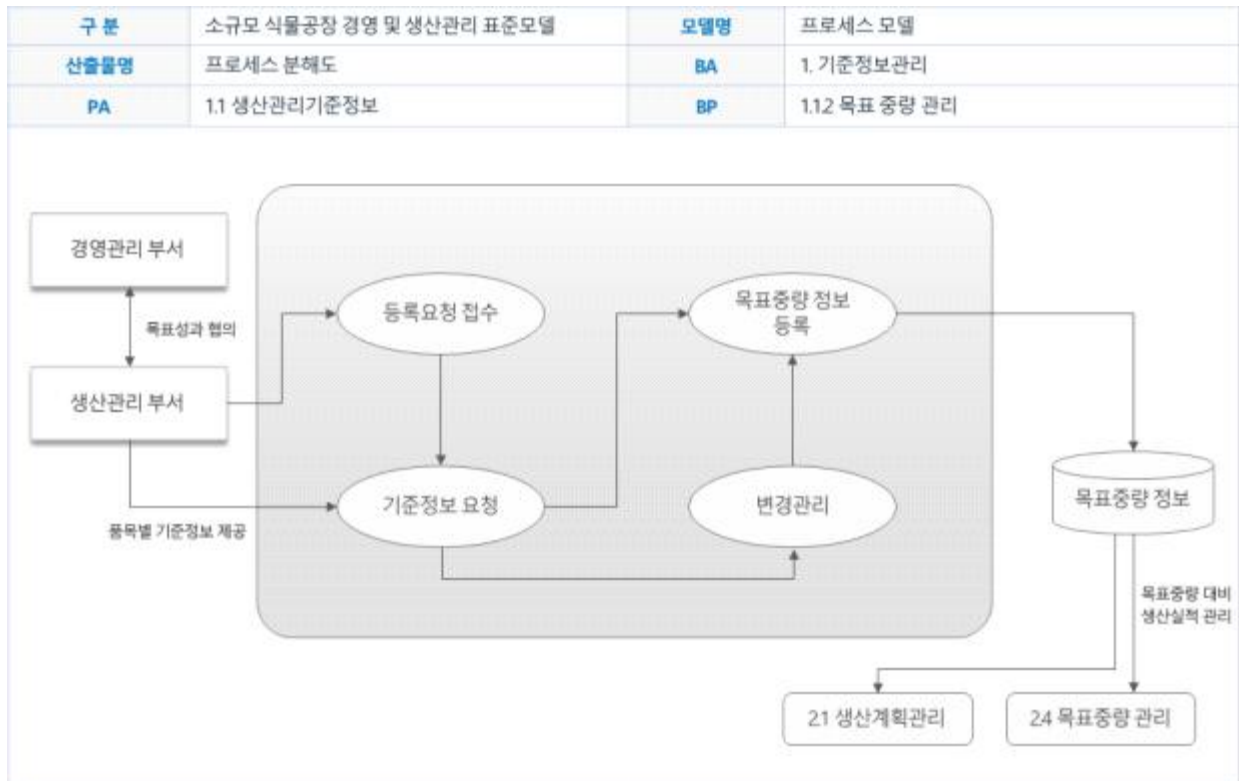 구 분 소규모 식물공장 경영 및 생산관리 표준모델 모델명 프로세스 모델
산출물명 프로세스 분해도 BA 1. 기준정보관리
PA 1.1 생산관리기준정보 BP 1.1.2 목표 중량 관리
경영관리 부서
목표성과 협의
생산관리 부서
품목별 기준정보 제공
등록요청 접수
기준정보 요청
목표중량 정보
등록
변경관리
목표중량 정보
목표중량 대비
생산실적 관리
2.1 생산계획관리
2.4 목표중량 관리